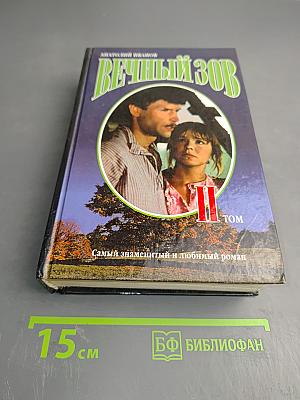 АНАТОЛИЙ ИВАНОВ
ВЕЧНЫЙ ЗОВ
II ТОМ
Самый знаменитый и любимый роман
15 см
БФ БИБЛИОФАН